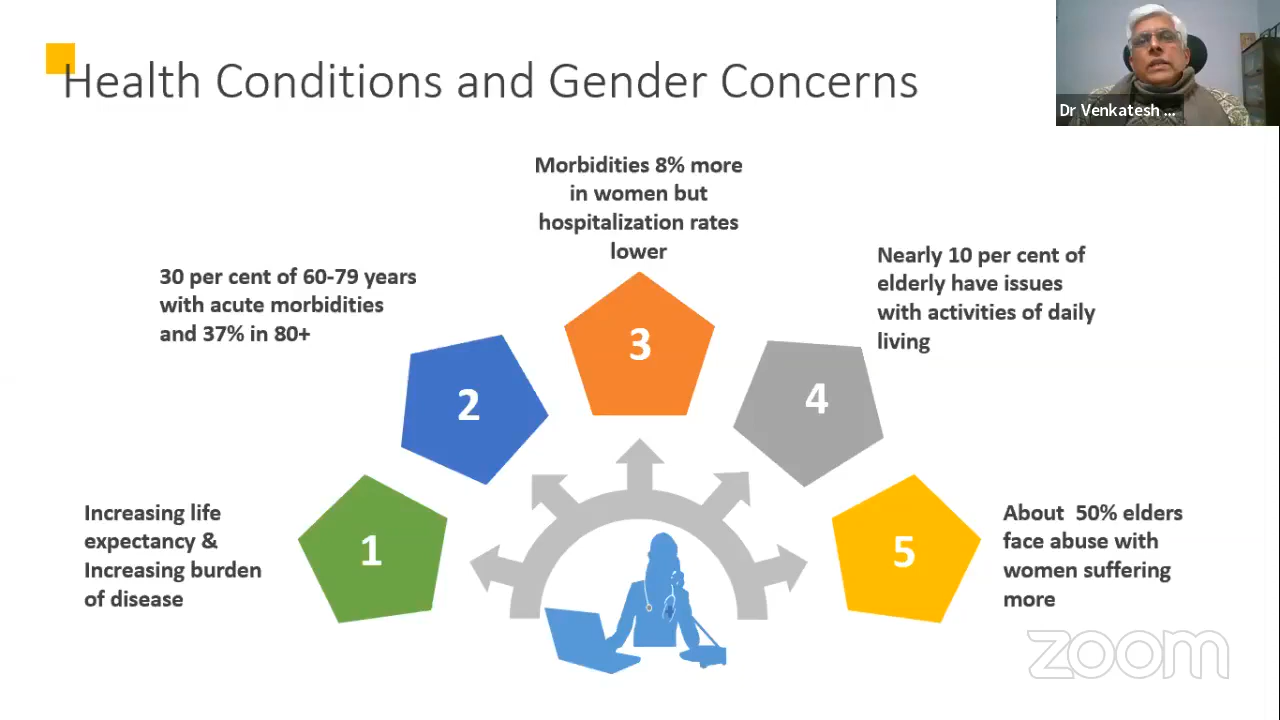 Health Conditions and Gender Concerns
Dr Venkatesh ...
Morbidities 8% more
in women but
hospitalization rates
lower
30 per cent of 60-79 years
with acute morbidities
and 37% in 80+
Nearly 10 per cent of
elderly have issues
with activities of daily
living
3
2
4
Increasing life
expectancy &
Increasing burden
of disease
1
5
About 50% elders
face abuse with
women suffering
more
zoom